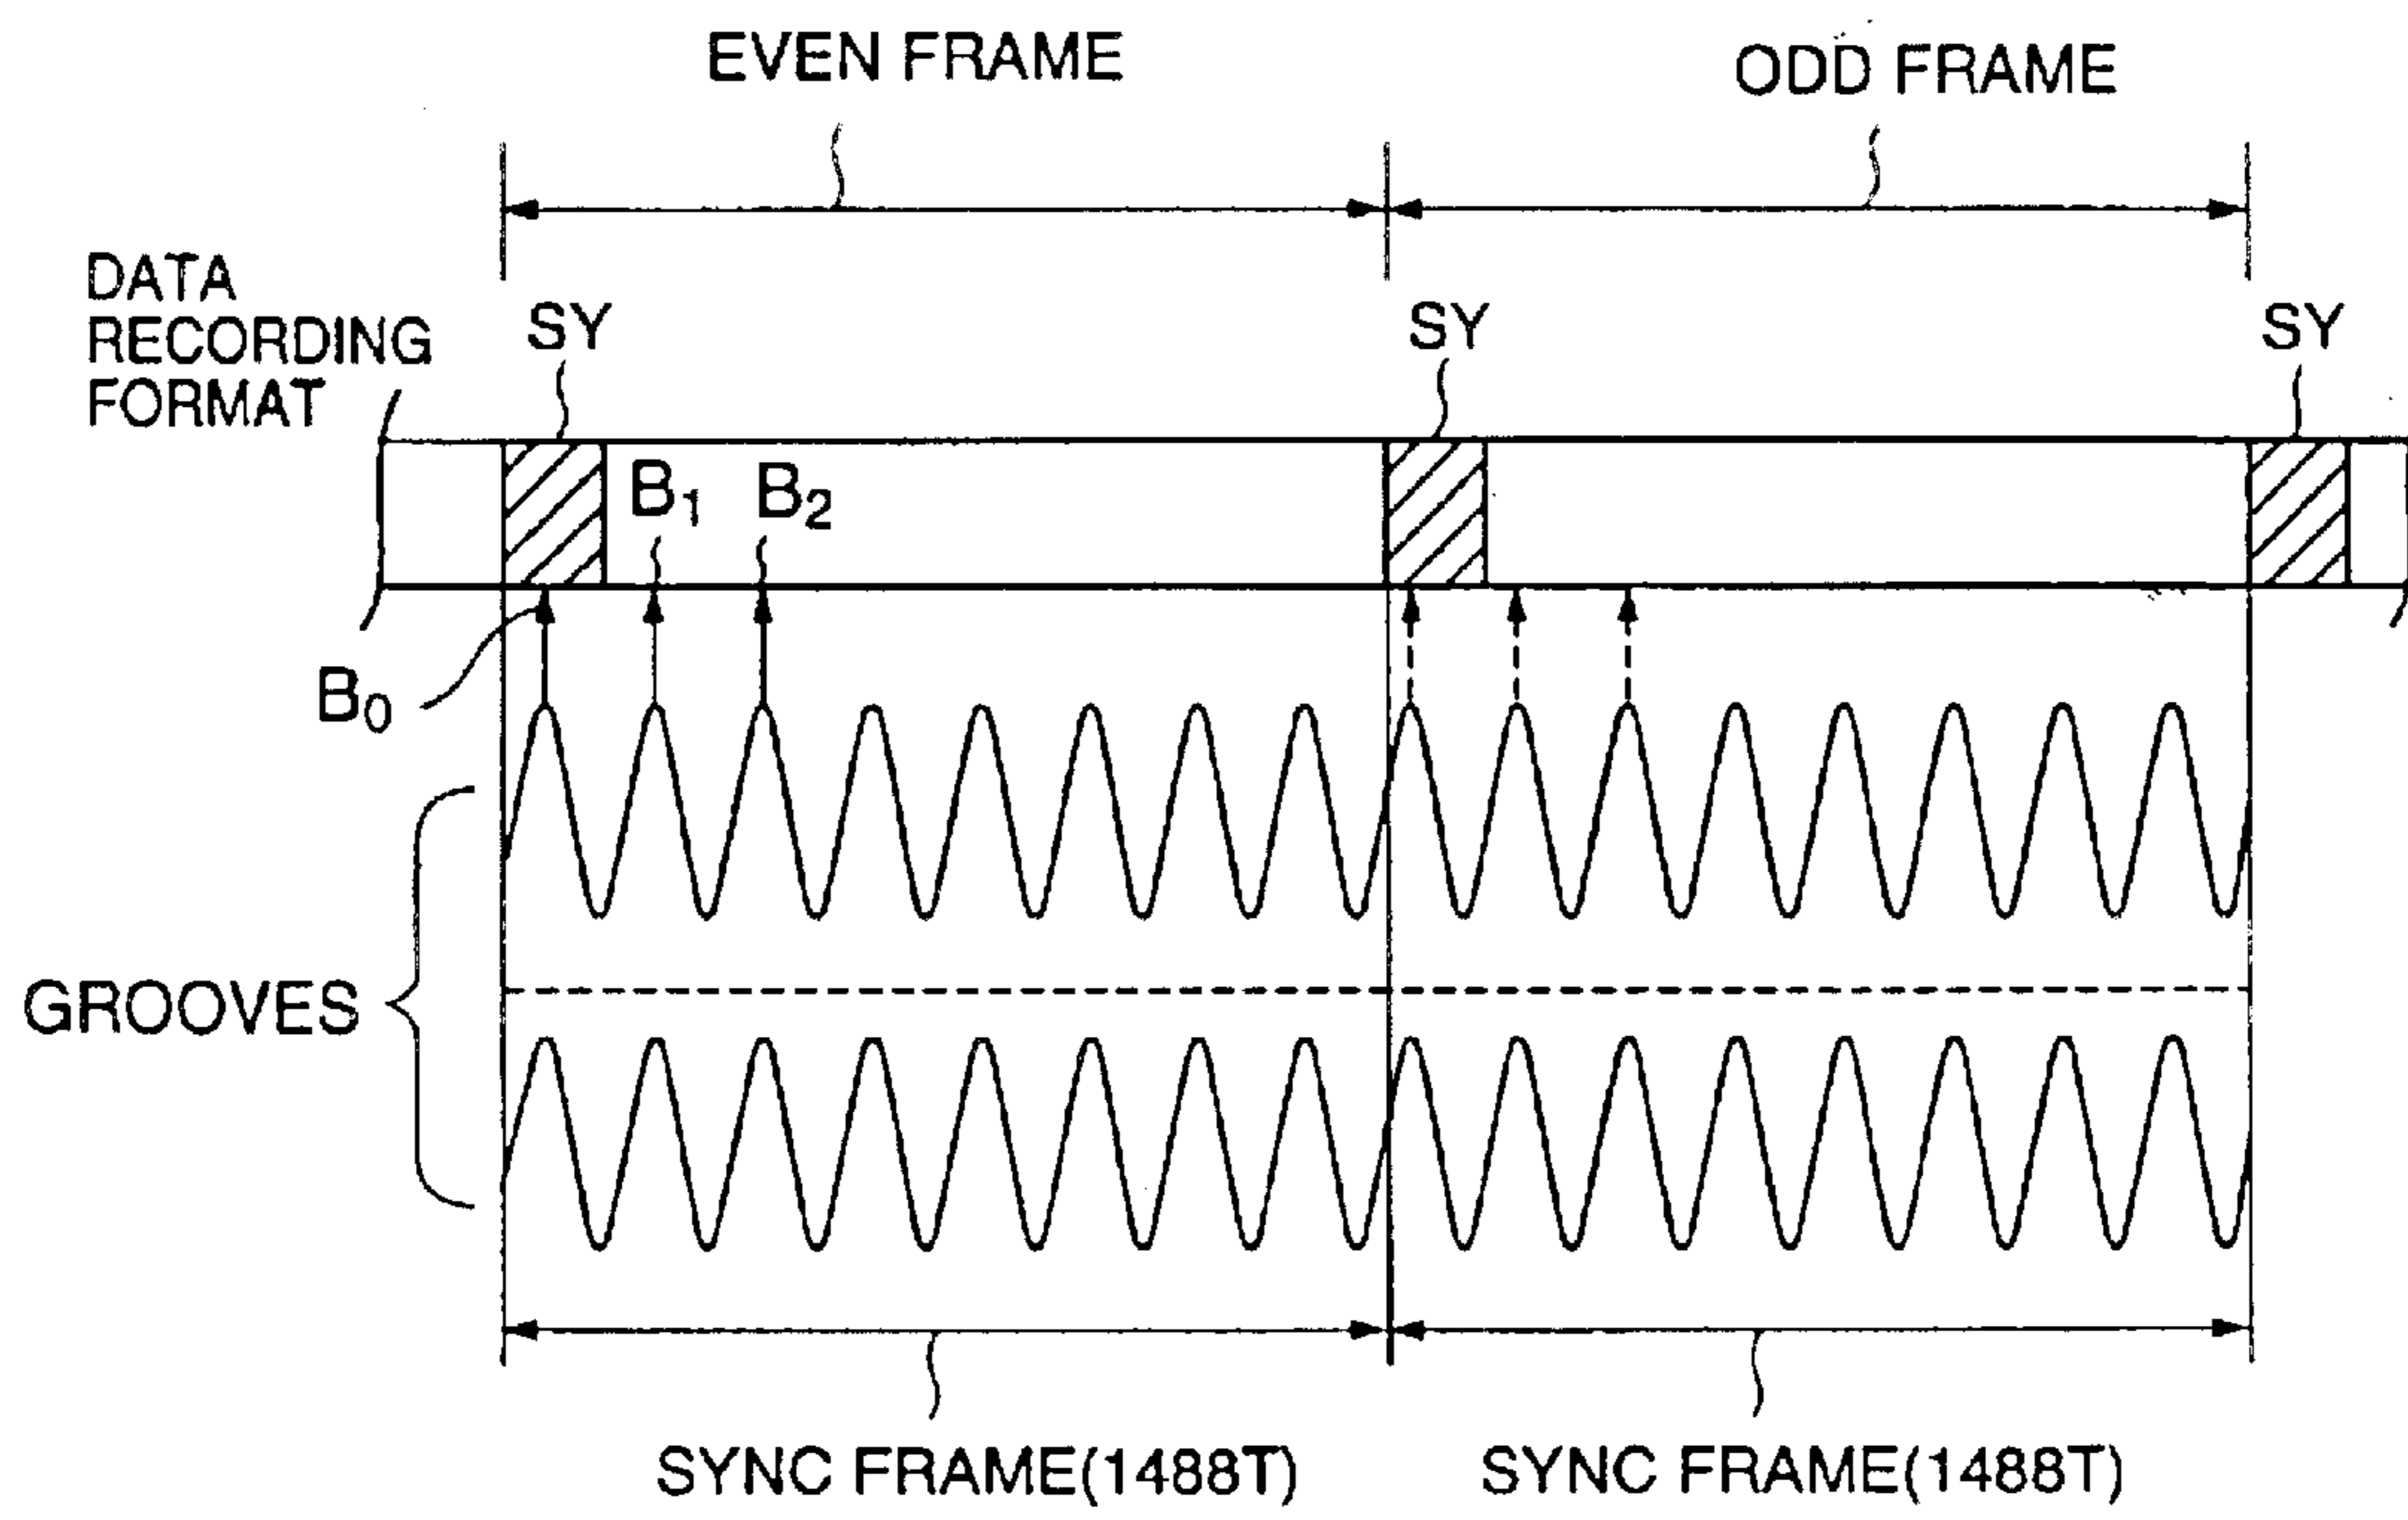 EVEN FRAME
ODD FRAME
DATA
RECORDING
FORMAT
SY
SY
SY
B1
B2
B0
GROOVES
SYNC FRAME(1488T)
SYNC FRAME(1488T)